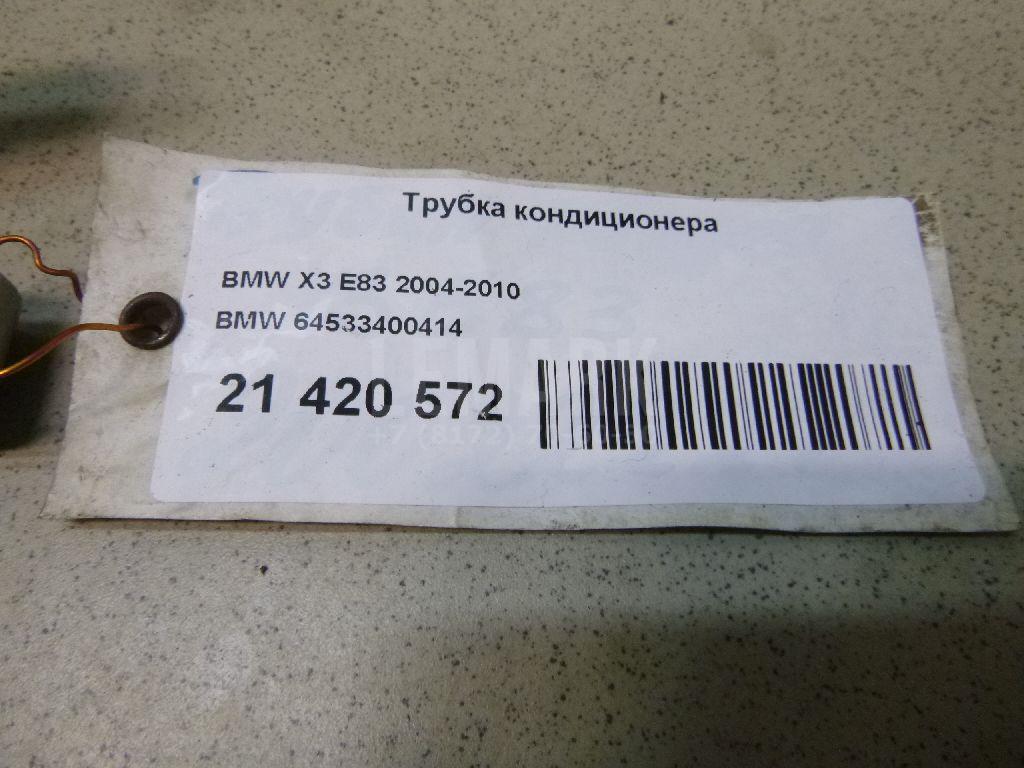 Трубка кондиционера
BMW X3 E83 2004-2010
BMW 64533400414
21 420 572